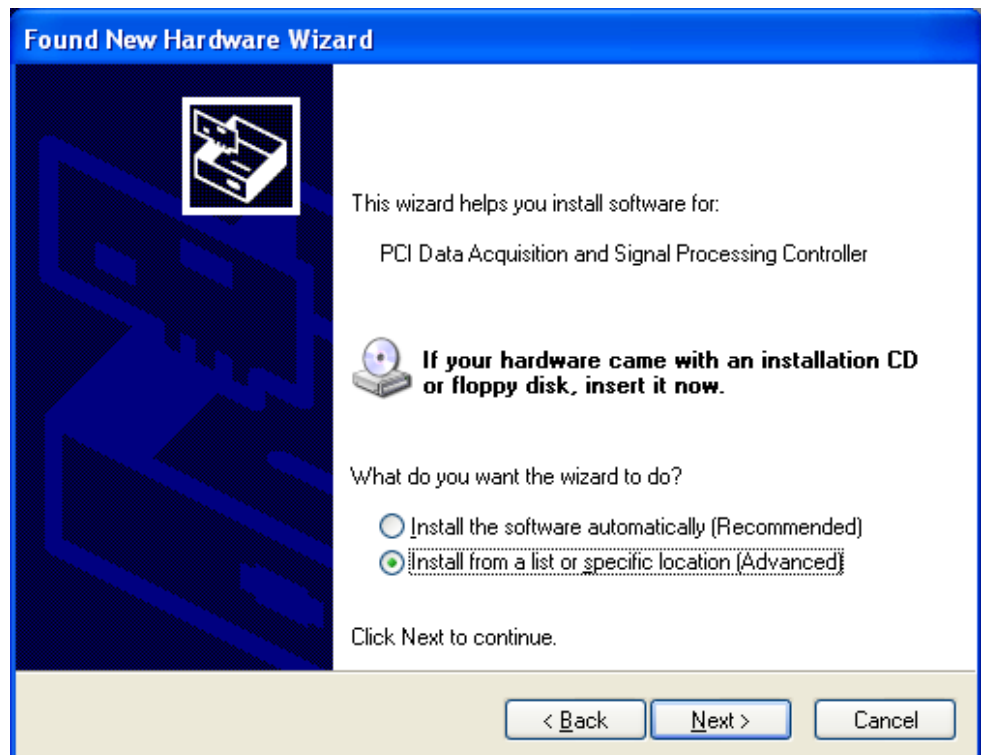 Found New Hardware Wizard
This wizard helps you install software for:
PCI Data Acquisition and Signal Processing Controller
If your hardware came with an installation CD
or floppy disk, insert it now.
What do you want the wizard to do?
Install the software automatically (Recommended)
Install from a list or specific location (Advanced)
Click Next to continue.
< Back Next > Cancel